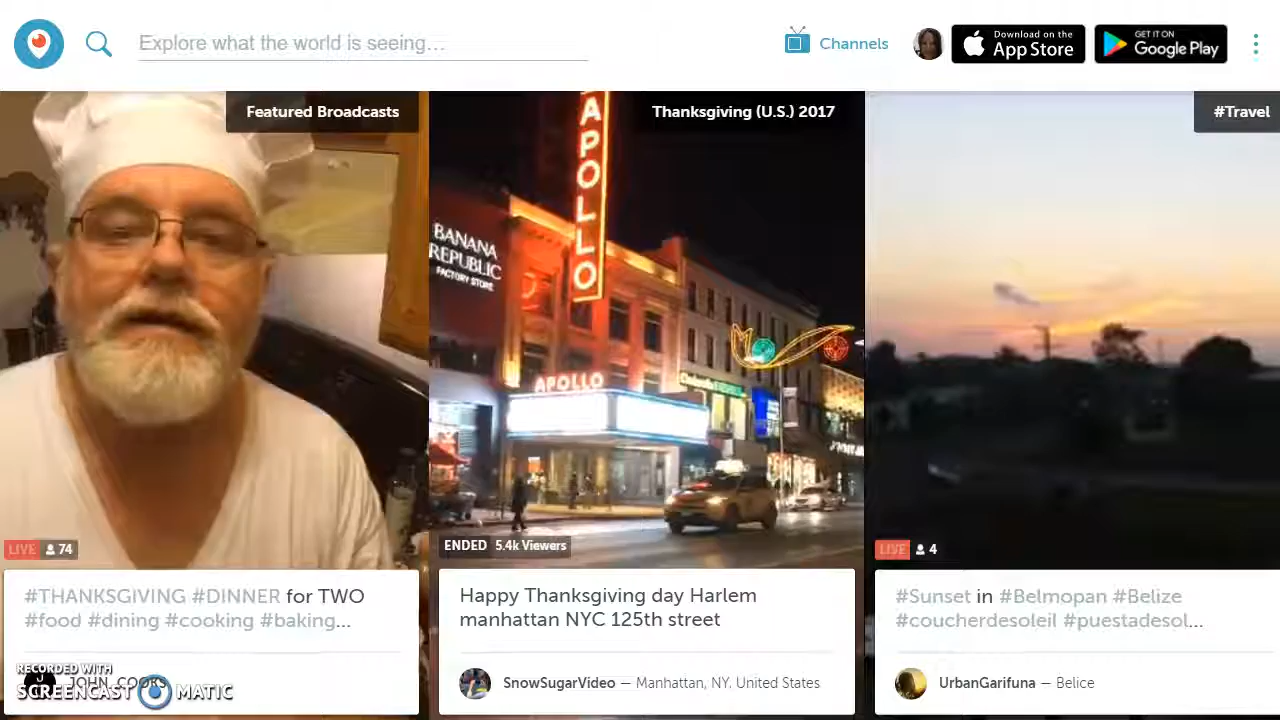 Explore what the world is seeing...
Channels
Download on the
App Store
GET IT ON
Google Play
Featured Broadcasts
Thanksgiving (U.S.) 2017
#Travel
APOLLO
BANANA
REPUBLIC
FACTORY STORE
APOLLO
LIVE 74
ENDED 5.4k Viewers
LIVE 4
#THANKSGIVING #DINNER for TWO
#food #dining #cooking #baking...
JOHN_COOKS
Happy Thanksgiving day Harlem
manhattan NYC 125th street
SnowSugarVideo — Manhattan, NY, United States
#Sunset in #Belmopan #Belize
#coucherdesoleil #puestadesol...
UrbanGarifuna — Belice
RECORDED WITH
SCREENCAST MATIC